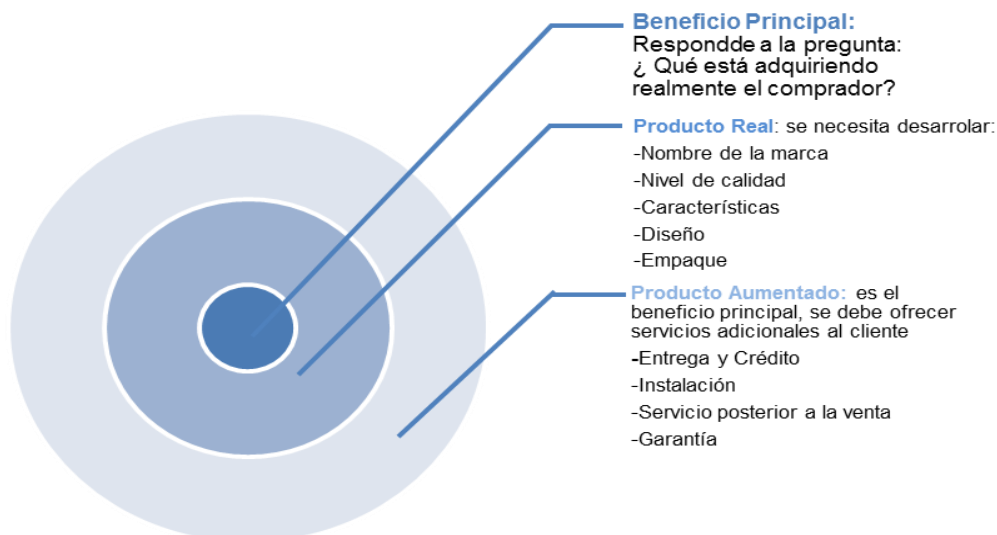 Beneficio Principal:
Respondde a la pregunta:
¿ Qué está adquiriendo
realmente el comprador?
Producto Real: se necesita desarrolar:
-Nombre de la marca
-Nivel de calidad
-Características
-Diseño
-Empaque
Producto Aumentado: es el
beneficio principal, se debe ofrecer
servicios adicionales al cliente
-Entrega y Crédito
-Instalación
-Servicio posterior a la venta
-Garantía